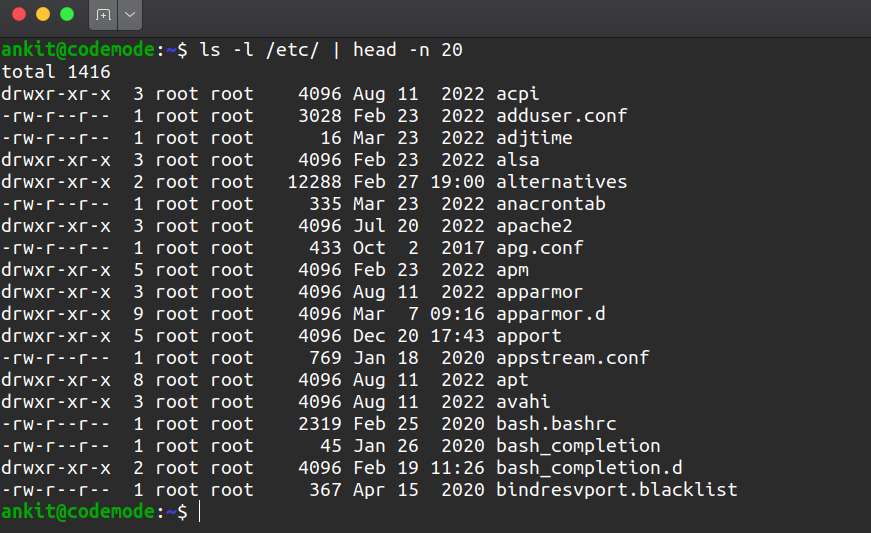 ankit@codemode:~$ ls -l /etc/ | head -n 20
total 1416
drwxr-xr-x  3 root root    4096 Aug 11  2022 acpi
-rw-r--r--  1 root root    3028 Feb 23  2022 adduser.conf
-rw-r--r--  1 root root      16 Mar 23  2022 adjtime
drwxr-xr-x  3 root root    4096 Feb 23  2022 alsa
drwxr-xr-x  2 root root   12288 Feb 27 19:00 alternatives
-rw-r--r--  1 root root     335 Mar 23  2022 anacrontab
drwxr-xr-x  3 root root    4096 Jul 20  2022 apache2
-rw-r--r--  1 root root     433 Oct  2  2017 apg.conf
drwxr-xr-x  5 root root    4096 Feb 23  2022 apm
drwxr-xr-x  3 root root    4096 Aug 11  2022 apparmor
drwxr-xr-x  9 root root    4096 Mar  7 09:16 apparmor.d
drwxr-xr-x  5 root root    4096 Dec 20 17:43 apport
-rw-r--r--  1 root root     769 Jan 18  2020 appstream.conf
drwxr-xr-x  8 root root    4096 Aug 11  2022 apt
drwxr-xr-x  3 root root    4096 Aug 11  2022 avahi
-rw-r--r--  1 root root    2319 Feb 25  2020 bash.bashrc
-rw-r--r--  1 root root      45 Jan 26  2020 bash_completion
drwxr-xr-x  2 root root    4096 Feb 19 11:26 bash_completion.d
-rw-r--r--  1 root root     367 Apr 15  2020 bindresvport.blacklist
ankit@codemode:~$